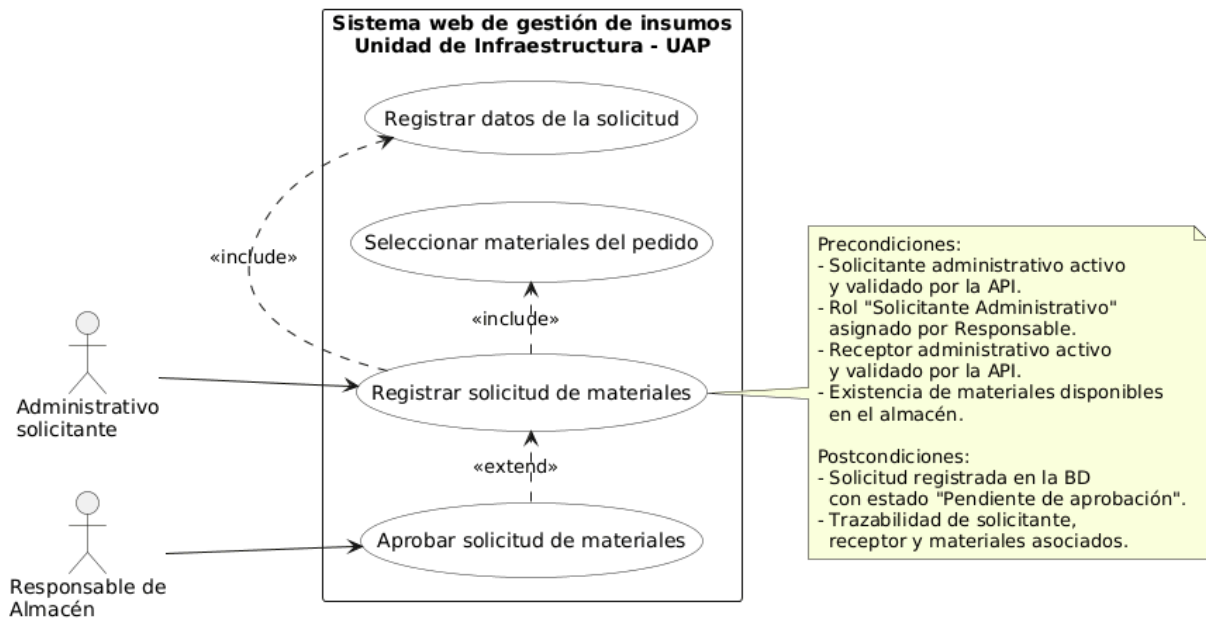 Sistema web de gestión de insumos
Unidad de Infraestructura - UAP
Registrar datos de la solicitud
Seleccionar materiales del pedido
«include»
«include»
Registrar solicitud de materiales
«extend»
Aprobar solicitud de materiales
Administrativo
solicitante
Responsable de
Almacén
Precondiciones:
- Solicitante administrativo activo
y validado por la API.
- Rol "Solicitante Administrativo"
asignado por Responsable.
- Receptor administrativo activo
y validado por la API.
- Existencia de materiales disponibles
en el almacén.
Postcondiciones:
- Solicitud registrada en la BD
con estado "Pendiente de aprobación".
- Trazabilidad de solicitante,
receptor y materiales asociados.